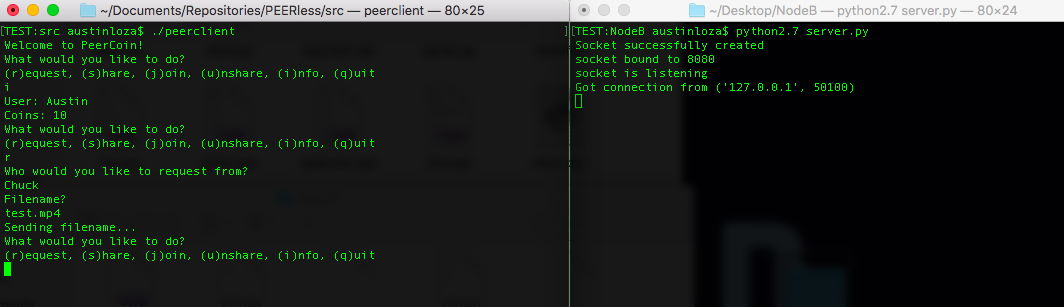 ~/Documents/Repositories/PEERless/src — peerclient — 80×25
[TEST:src austinloza$ ./peerclient ]
Welcome to PeerCoin!
What would you like to do?
(r)equest, (s)hare, (j)oin, (u)nshare, (i)nfo, (q)uit
i
User: Austin
Coins: 10
What would you like to do?
(r)equest, (s)hare, (j)oin, (u)nshare, (i)nfo, (q)uit
r
Who would you like to request from?
Chuck
Filename?
test.mp4
Sending filename...
What would you like to do?
(r)equest, (s)hare, (j)oin, (u)nshare, (i)nfo, (q)uit
~/Desktop/NodeB — python2.7 server.py — 80×24
[TEST:NodeB austinloza$ python2.7 server.py
Socket successfully created
socket bound to 8080
socket is listening
Got connection from ('127.0.0.1', 50100)